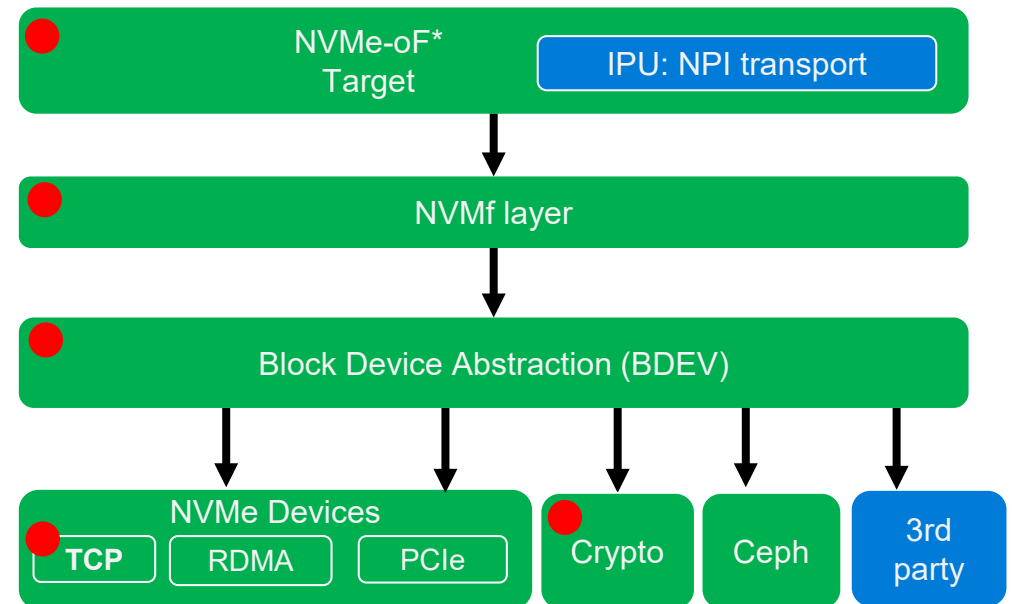 NVMe-oF*
Target
IPU: NPI transport
NVMf layer
Block Device Abstraction (BDEV)
NVMe Devices
TCP
RDMA
PCIe
Crypto
Ceph
3rd
party